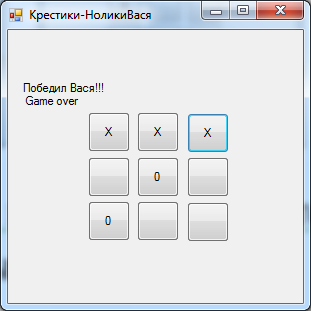 Крестики-НоликиВася
Победил Вася!!!
Game over
X X X
0
0